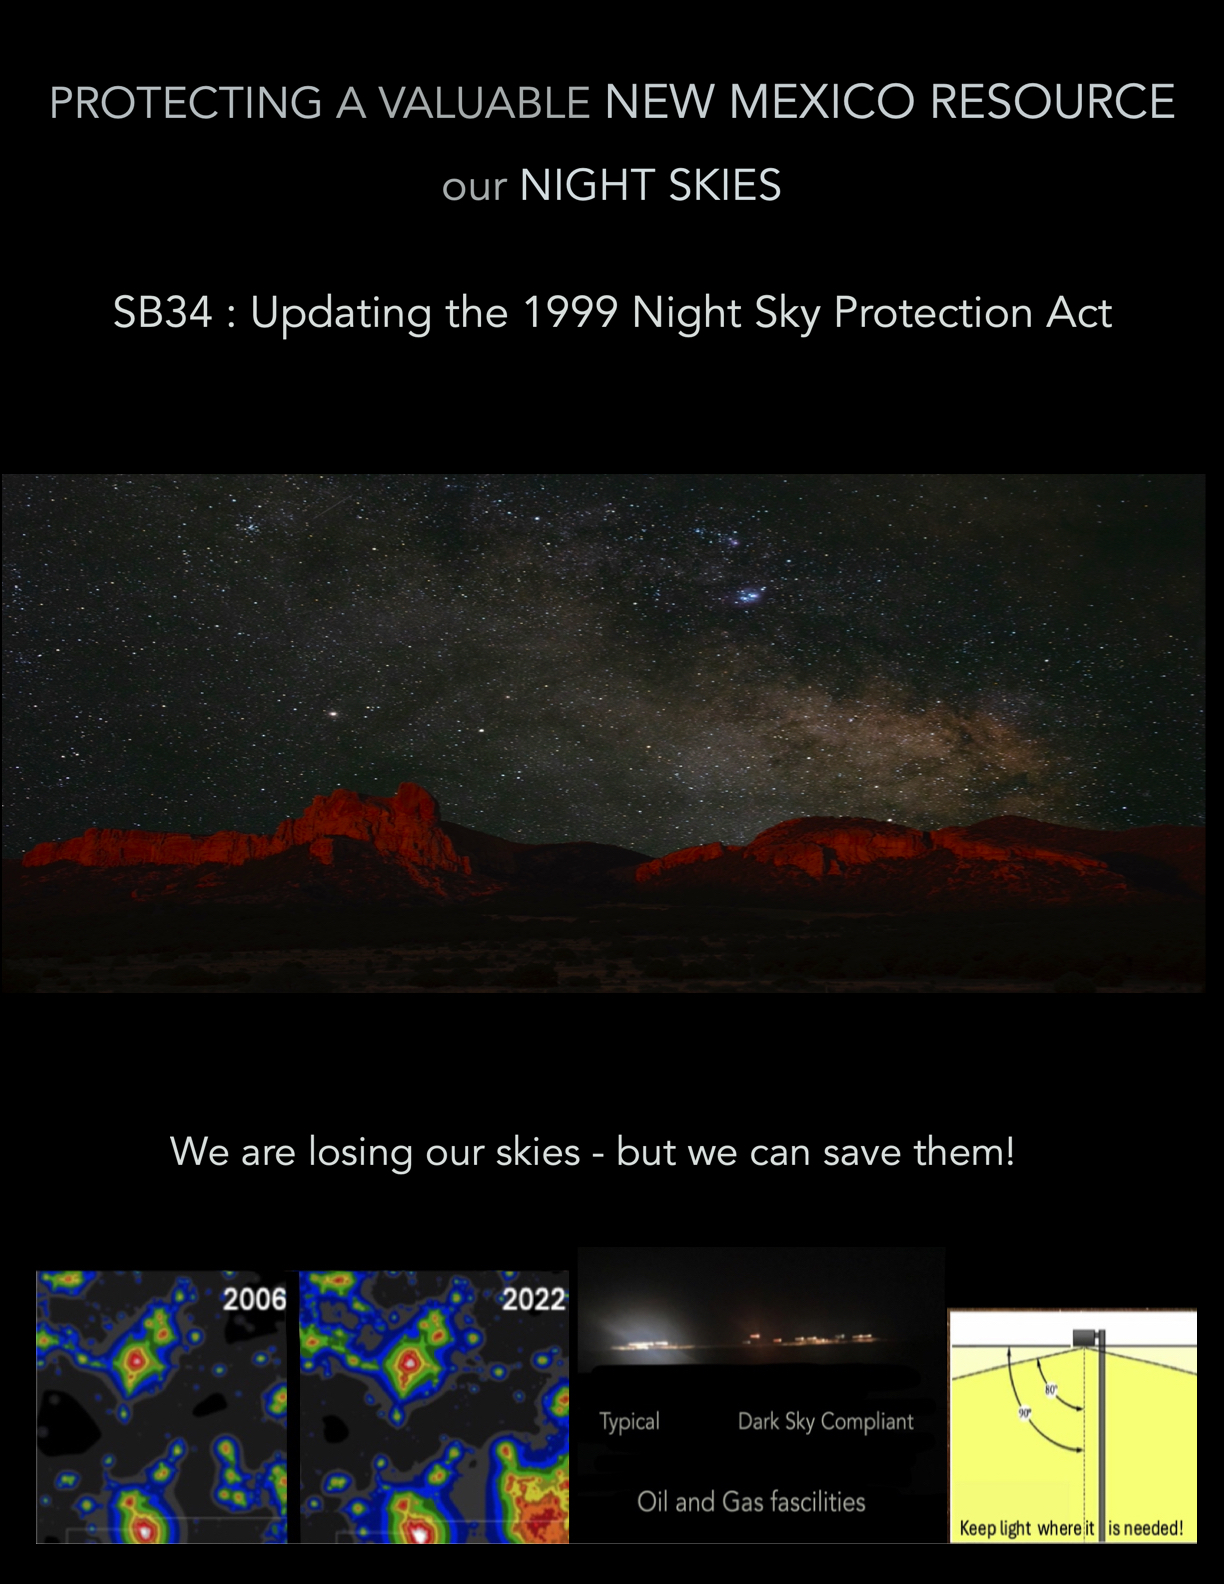 PROTECTING A VALUABLE NEW MEXICO RESOURCE
our NIGHT SKIES
SB34 : Updating the 1999 Night Sky Protection Act
We are losing our skies - but we can save them!
2006
2022
Typical
Dark Sky Compliant
Oil and Gas fascilities
80°
90°
Keep light where it is needed!